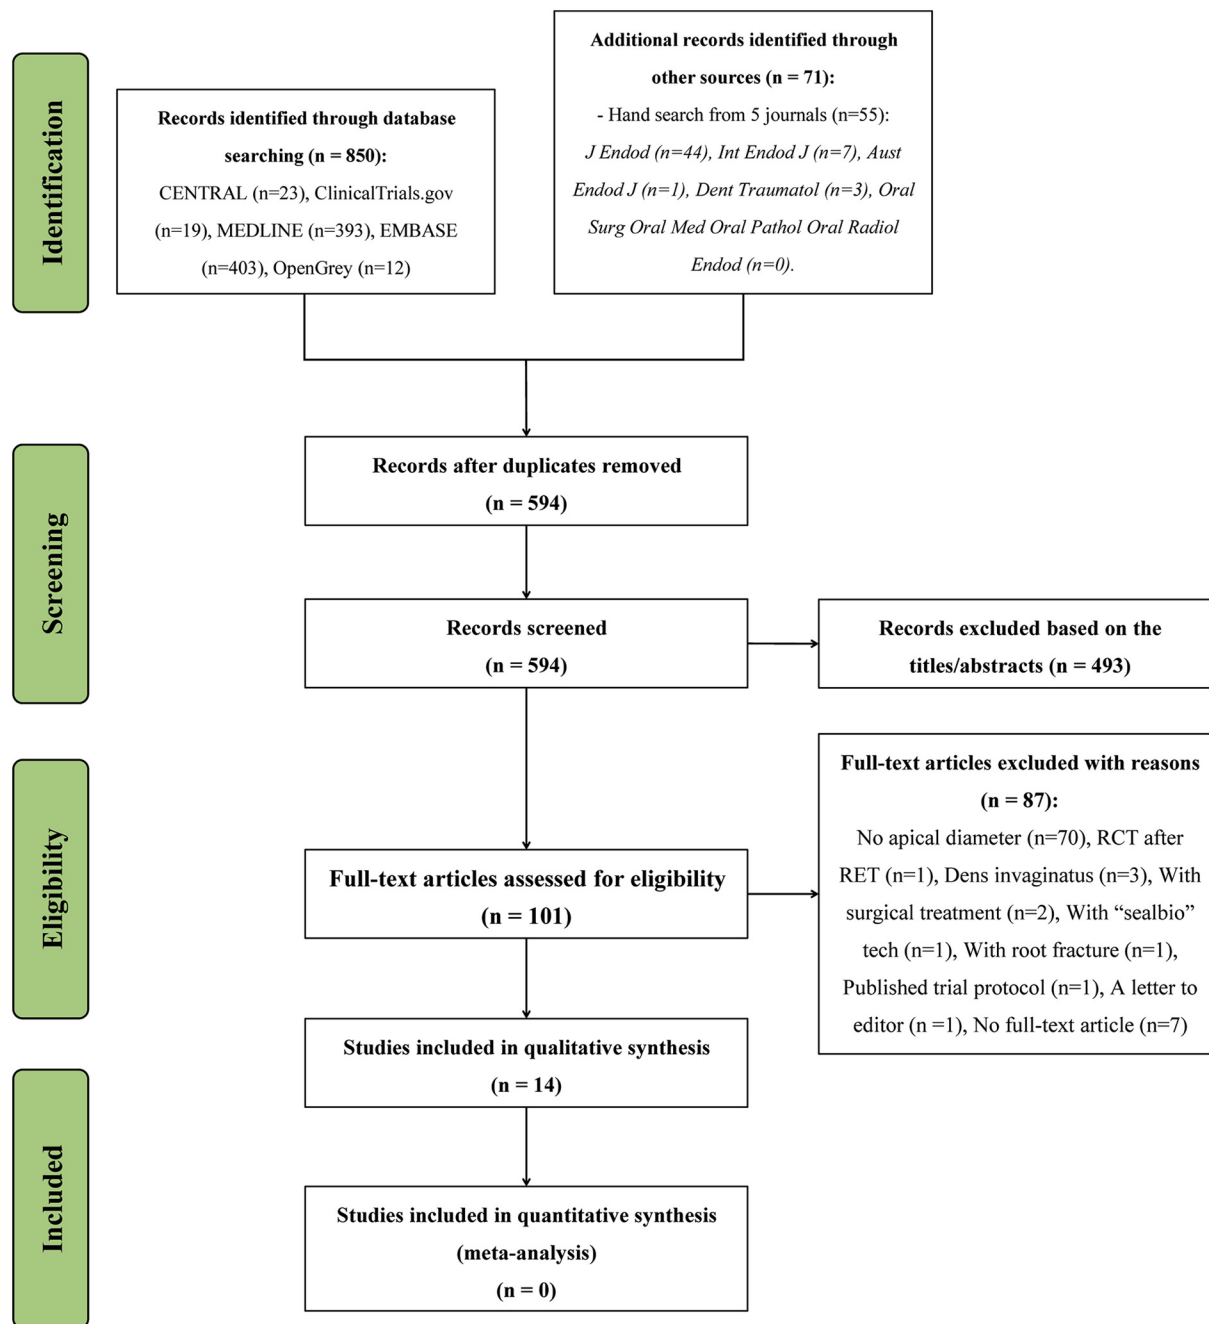 Identification
Records identified through database
searching (n = 850):
CENTRAL (n=23), ClinicalTrials.gov
(n=19), MEDLINE (n=393), EMBASE
(n=403), OpenGrey (n=12)
Additional records identified through
other sources (n = 71):
- Hand search from 5 journals (n=55):
J Endod (n=44), Int Endod J (n=7), Aust
Endod J (n=1), Dent Traumatol (n=3), Oral
Surg Oral Med Oral Pathol Oral Radiol
Endod (n=0).
Screening
Records after duplicates removed
(n = 594)
Records screened
(n = 594)
Records excluded based on the
titles/abstracts (n = 493)
Eligibility
Full-text articles assessed for eligibility
(n = 101)
Full-text articles excluded with reasons
(n = 87):
No apical diameter (n=70), RCT after
RET (n=1), Dens invaginatus (n=3), With
surgical treatment (n=2), With “sealbio”
tech (n=1), With root fracture (n=1),
Published trial protocol (n=1), A letter to
editor (n =1), No full-text article (n=7)
Included
Studies included in qualitative synthesis
(n = 14)
Studies included in quantitative synthesis
(meta-analysis)
(n = 0)